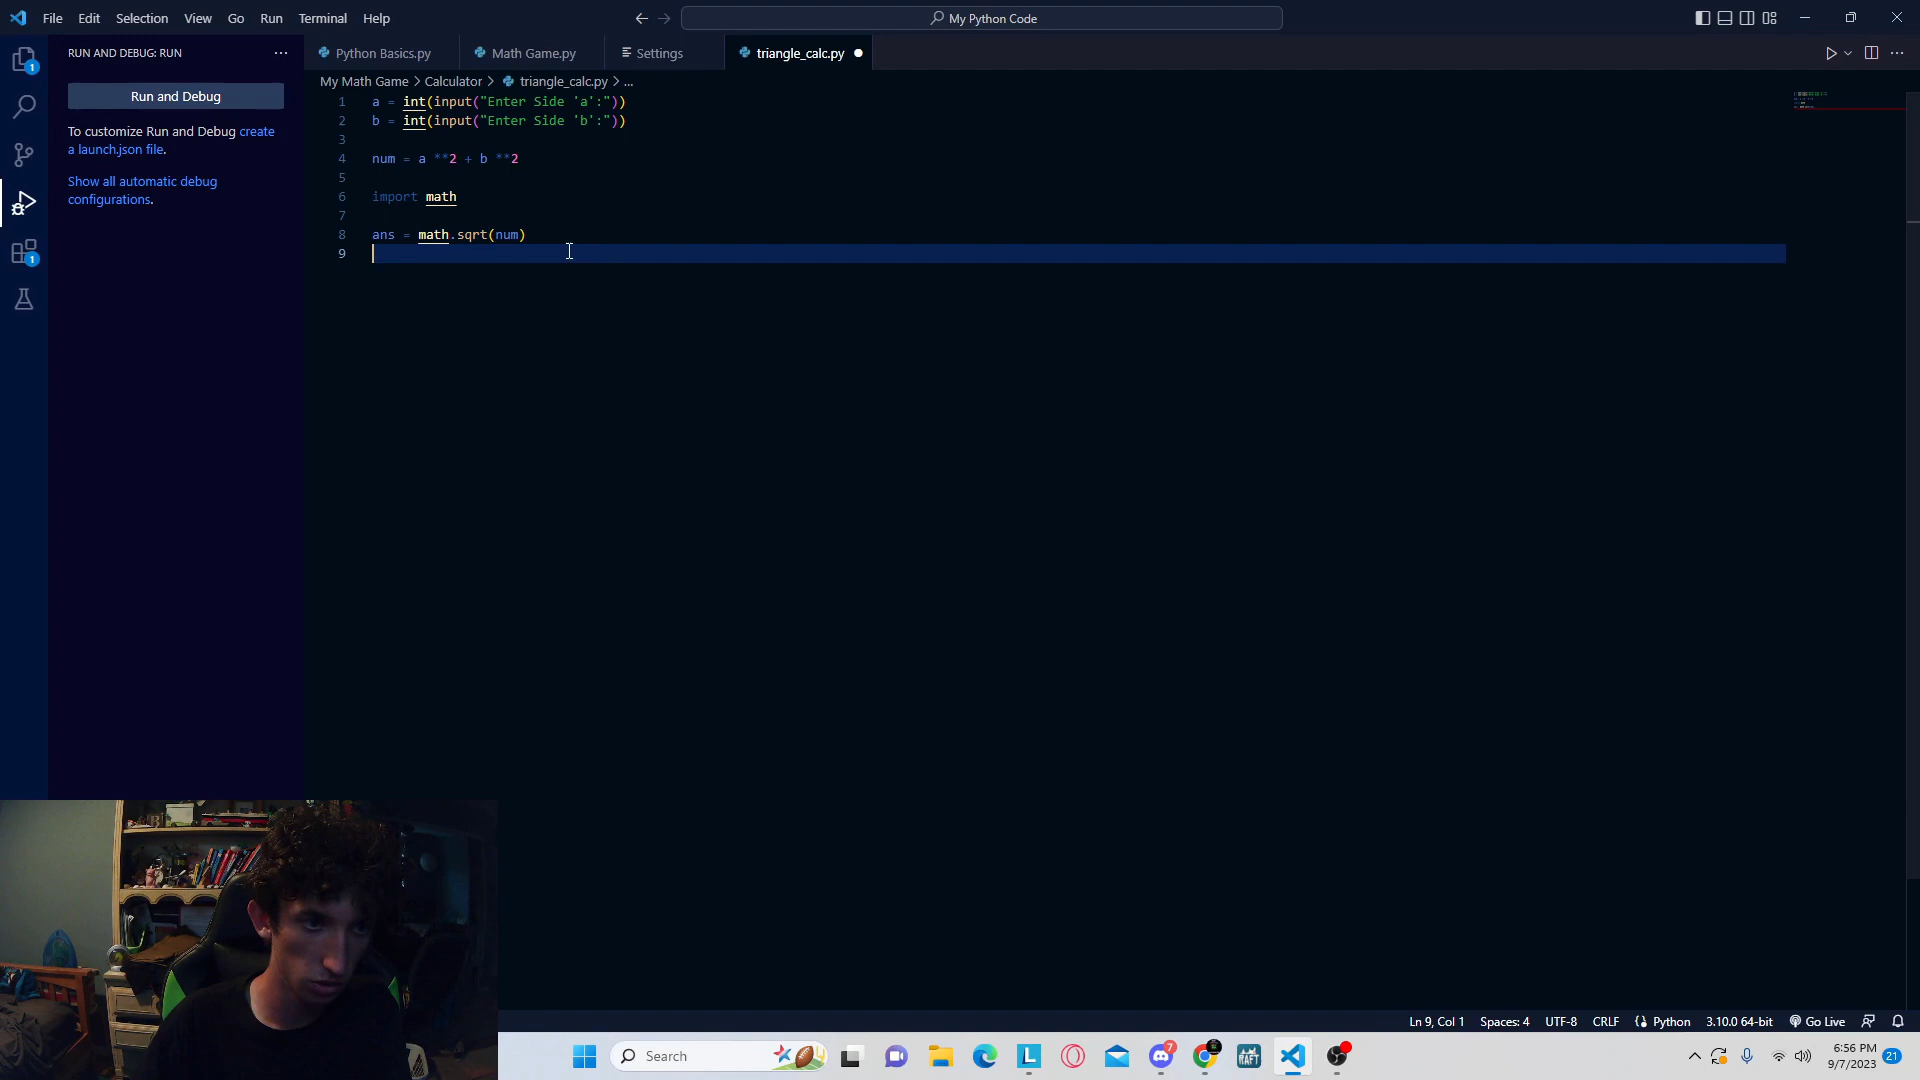 File Edit Selection View Go Run Terminal Help
My Python Code
RUN AND DEBUG: RUN
Python Basics.py
Math Game.py
Settings
triangle_calc.py
My Math Game > Calculator > triangle_calc.py > ...
Run and Debug
To customize Run and Debug create
a launch.json file.
Show all automatic debug
configurations.
1 a = int(input("Enter Side 'a':"))
2 b = int(input("Enter Side 'b':"))
3
4 num = a **2 + b **2
5
6 import math
7
8 ans = math.sqrt(num)
9
1
1
Ln 9, Col 1 Spaces: 4 UTF-8 CRLF Python 3.10.0 64-bit Go Live
Search
L
7
RAFT
6:56 PM
9/7/2023
21